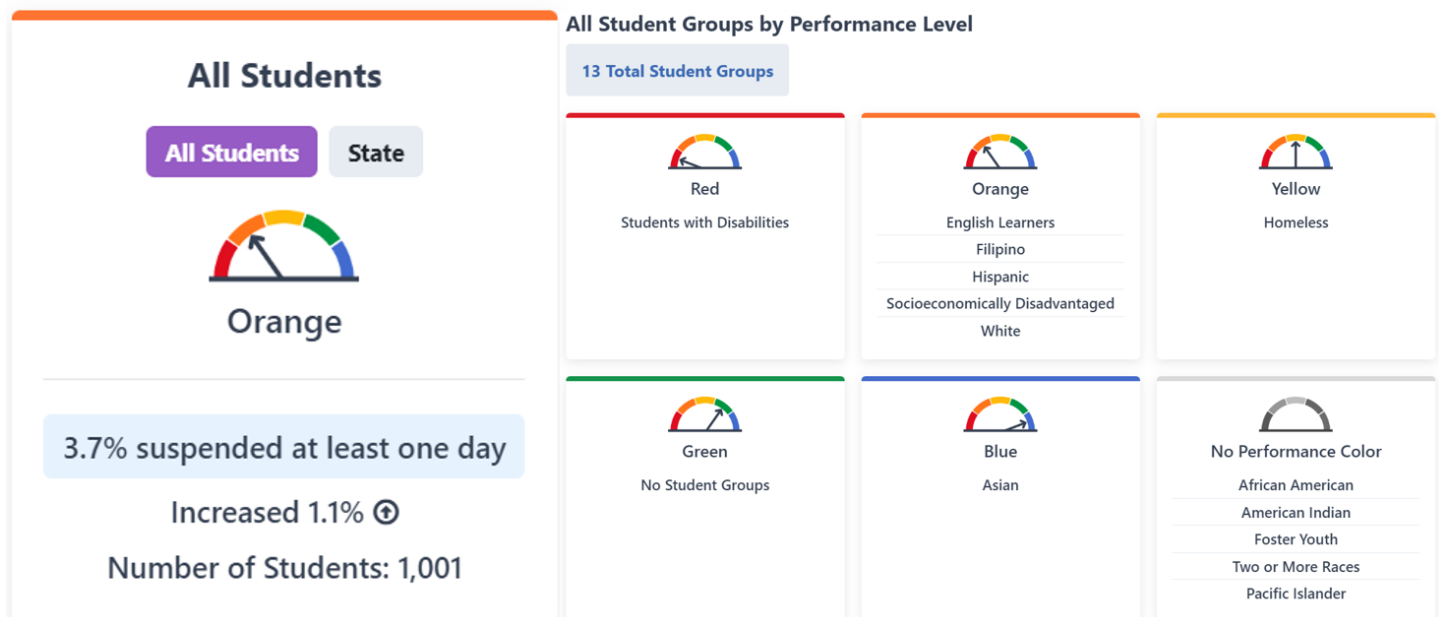 All Students
All Students State
Orange
3.7% suspended at least one day
Increased 1.1%
Number of Students: 1,001
All Student Groups by Performance Level
13 Total Student Groups
Red
Students with Disabilities
Orange
English Learners
Filipino
Hispanic
Socioeconomically Disadvantaged
White
Yellow
Homeless
Green
No Student Groups
Blue
Asian
No Performance Color
African American
American Indian
Foster Youth
Two or More Races
Pacific Islander